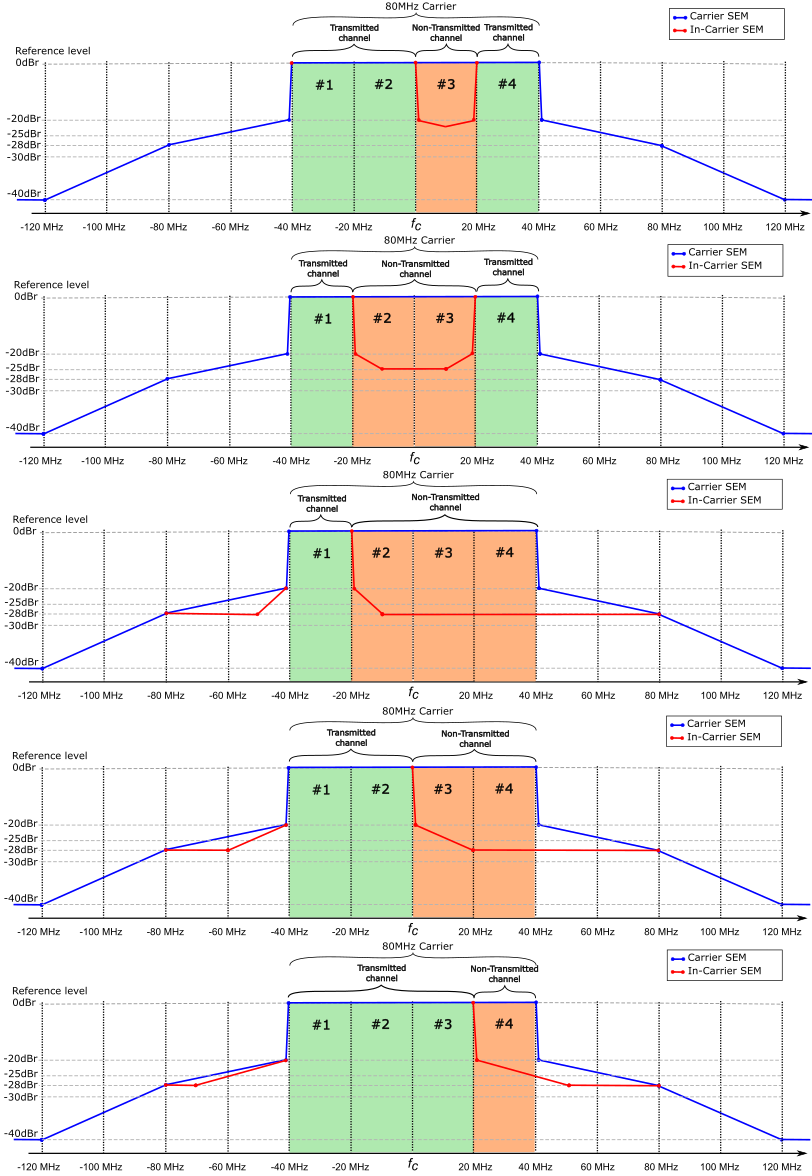 80MHz Carrier
Carrier SEM
In-Carrier SEM
Transmitted channel
Non-Transmitted channel
Transmitted channel
Reference level
0dBr
#1 #2 #3 #4
-20dBr
-25dBr
-28dBr
-30dBr
-40dBr
-120 MHz -100 MHz -80 MHz -60 MHz -40 MHz -20 MHz fc 20 MHz 40 MHz 60 MHz 80 MHz 100 MHz 120 MHz
80MHz Carrier
Carrier SEM
In-Carrier SEM
Transmitted channel
Non-Transmitted channel
Transmitted channel
Reference level
0dBr
#1 #2 #3 #4
-20dBr
-25dBr
-28dBr
-30dBr
-40dBr
-120 MHz -100 MHz -80 MHz -60 MHz -40 MHz -20 MHz fc 20 MHz 40 MHz 60 MHz 80 MHz 100 MHz 120 MHz
80MHz Carrier
Carrier SEM
In-Carrier SEM
Transmitted channel
Non-Transmitted channel
Reference level
0dBr
#1 #2 #3 #4
-20dBr
-25dBr
-28dBr
-30dBr
-40dBr
-120 MHz -100 MHz -80 MHz -60 MHz -40 MHz -20 MHz fc 20 MHz 40 MHz 60 MHz 80 MHz 100 MHz 120 MHz
80MHz Carrier
Carrier SEM
In-Carrier SEM
Transmitted channel
Non-Transmitted channel
Reference level
0dBr
#1 #2 #3 #4
-20dBr
-25dBr
-28dBr
-30dBr
-40dBr
-120 MHz -100 MHz -80 MHz -60 MHz -40 MHz -20 MHz fc 20 MHz 40 MHz 60 MHz 80 MHz 100 MHz 120 MHz
80MHz Carrier
Carrier SEM
In-Carrier SEM
Transmitted channel
Non-Transmitted channel
Reference level
0dBr
#1 #2 #3 #4
-20dBr
-25dBr
-28dBr
-30dBr
-40dBr
-120 MHz -100 MHz -80 MHz -60 MHz -40 MHz -20 MHz fc 20 MHz 40 MHz 60 MHz 80 MHz 100 MHz 120 MHz